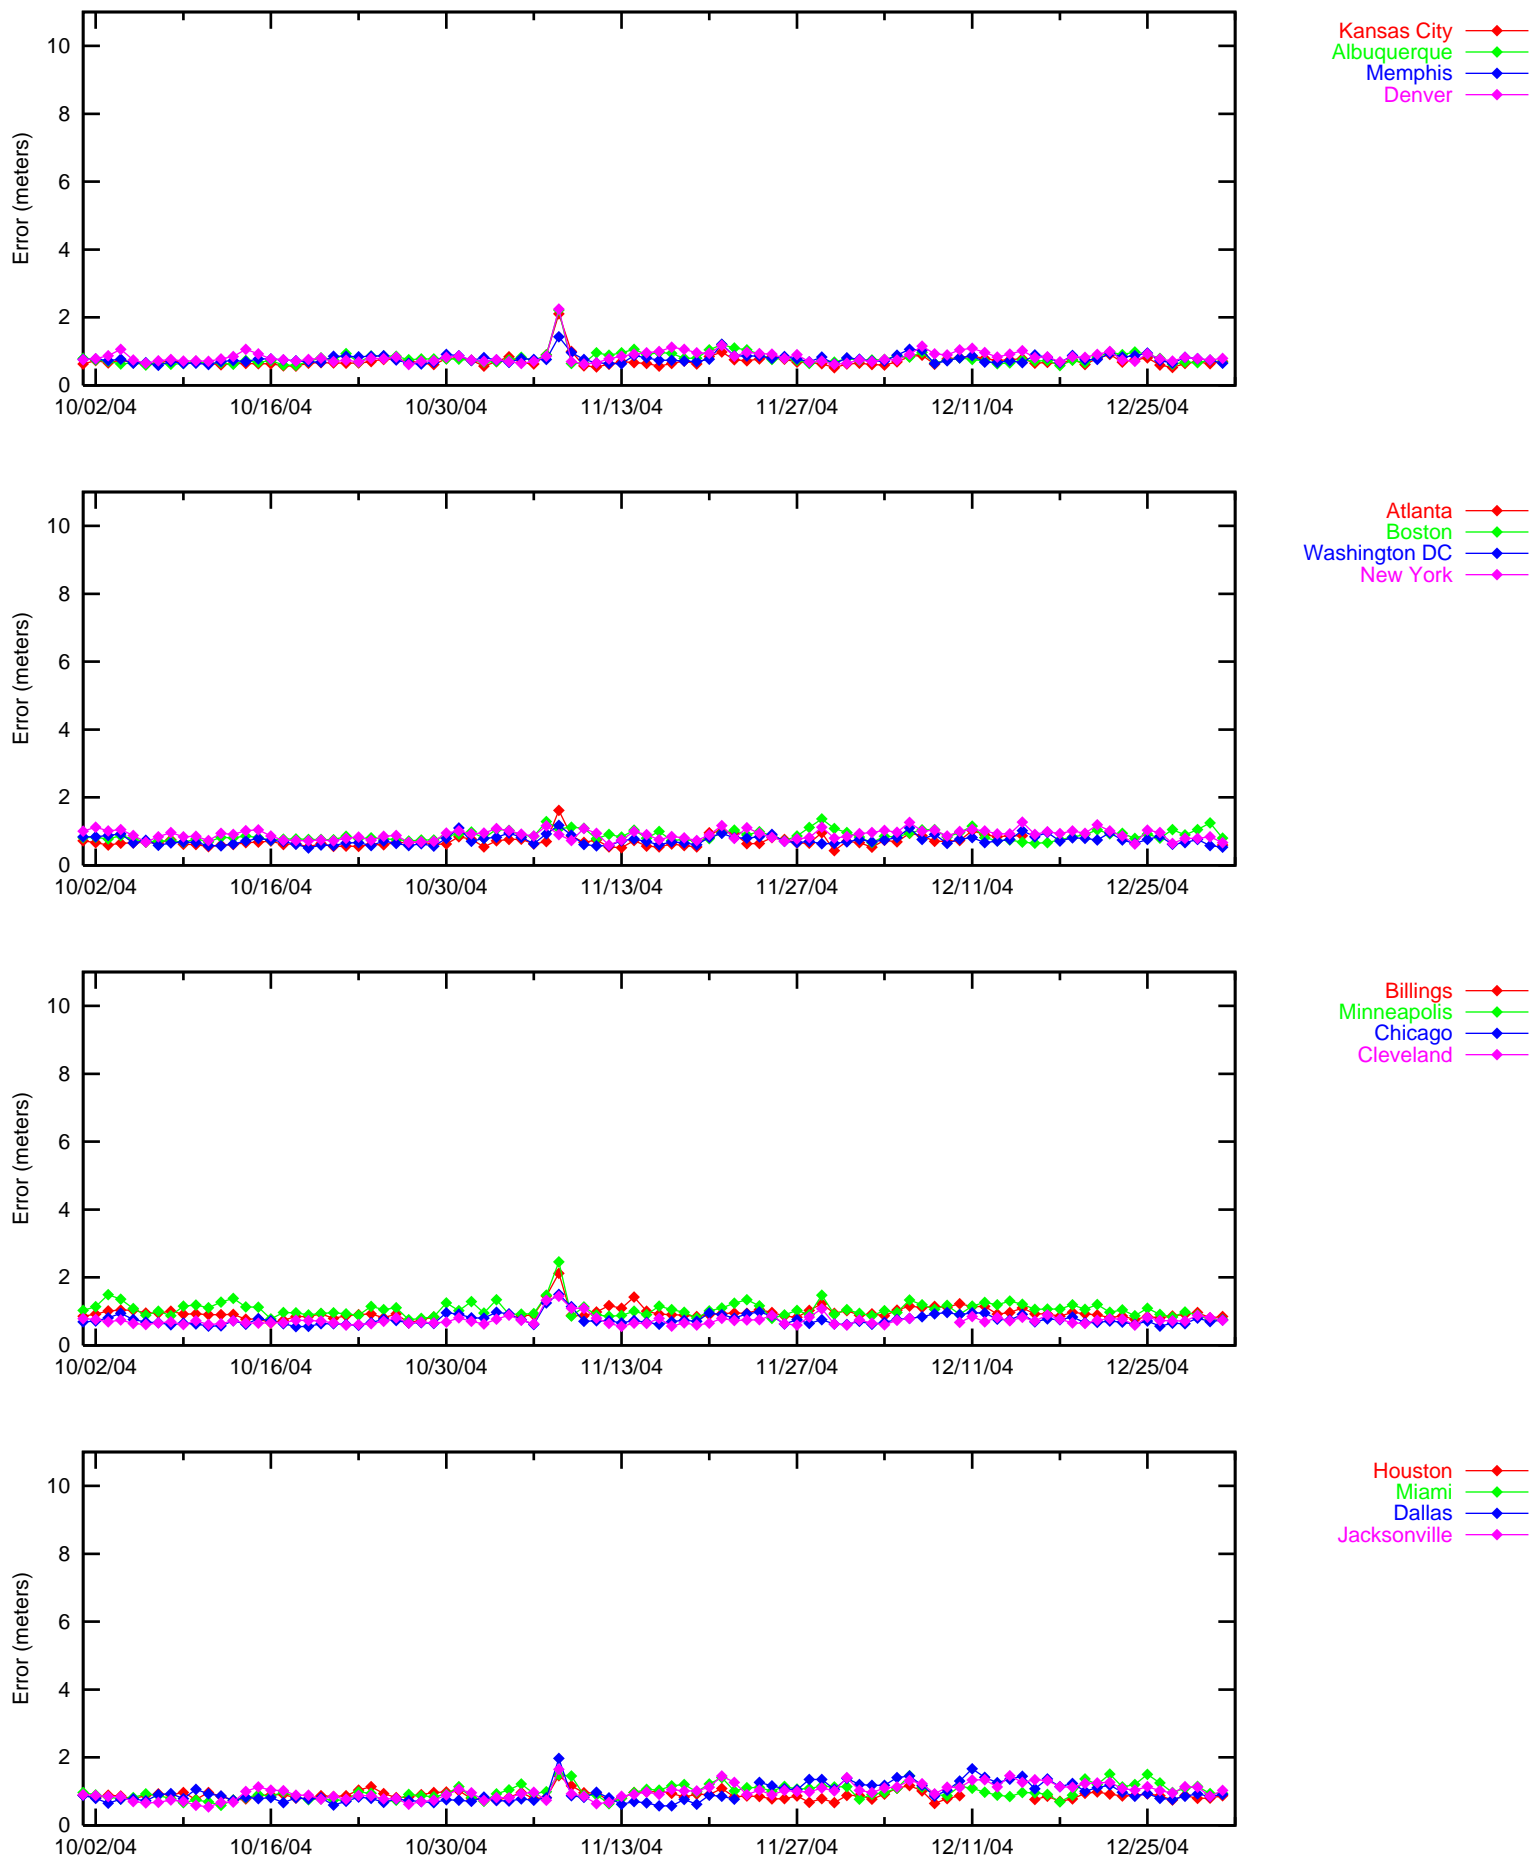 Kansas City
Albuquerque
Memphis
Denver
Error (meters)
10
8
6
4
2
0
10/02/04 10/16/04 10/30/04 11/13/04 11/27/04 12/11/04 12/25/04
Atlanta
Boston
Washington DC
New York
Error (meters)
10
8
6
4
2
0
10/02/04 10/16/04 10/30/04 11/13/04 11/27/04 12/11/04 12/25/04
Billings
Minneapolis
Chicago
Cleveland
Error (meters)
10
8
6
4
2
0
10/02/04 10/16/04 10/30/04 11/13/04 11/27/04 12/11/04 12/25/04
Houston
Miami
Dallas
Jacksonville
Error (meters)
10
8
6
4
2
0
10/02/04 10/16/04 10/30/04 11/13/04 11/27/04 12/11/04 12/25/04